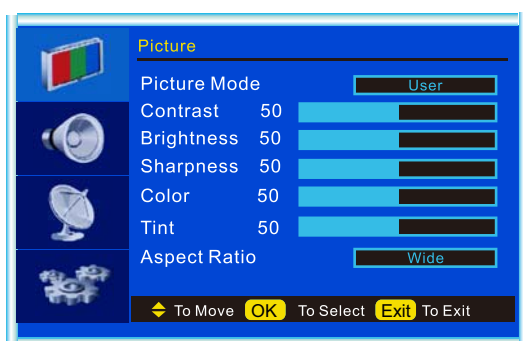 Picture
Picture Mode User
Contrast 50
Brightness 50
Sharpness 50
Color 50
Tint 50
Aspect Ratio Wide
To Move OK To Select Exit To Exit